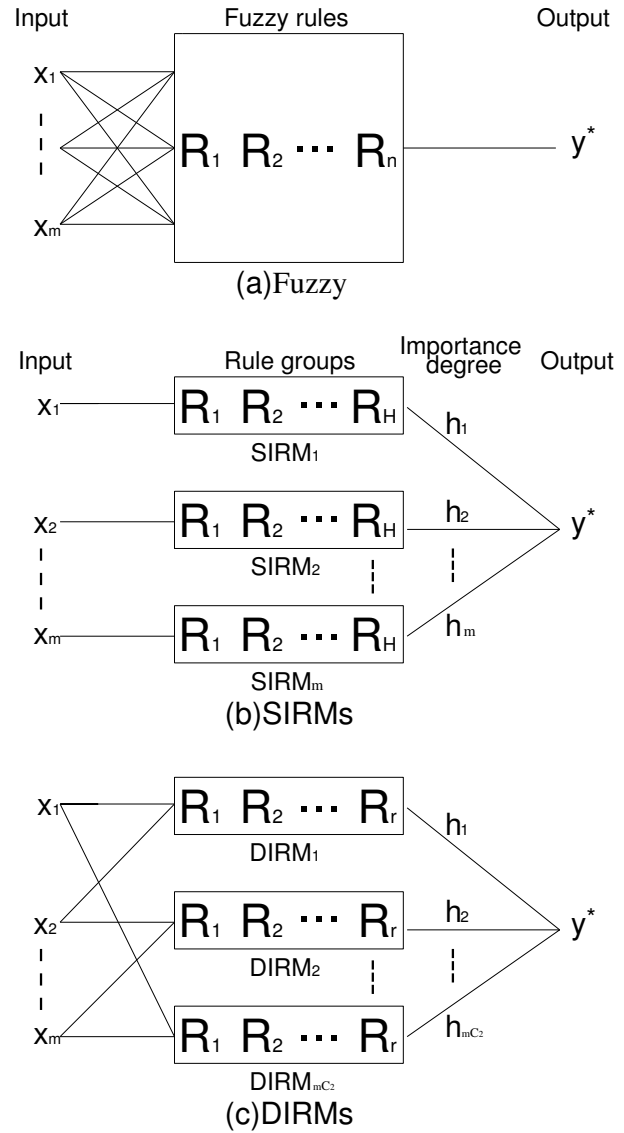 Input Fuzzy rules Output
x1
R1 R2 ··· Rn y*
xm
(a)Fuzzy
Input Rule groups Importance degree Output
x1 R1 R2 ··· RH h1
SIRM1
x2 R1 R2 ··· RH h2 y*
SIRM2
xm R1 R2 ··· RH hm
SIRMm
(b)SIRMs
x1 R1 R2 ··· Rr h1
DIRM1
x2 R1 R2 ··· Rr h2 y*
DIRM2
xm R1 R2 ··· Rr hmC2
DIRMmC2
(c)DIRMs